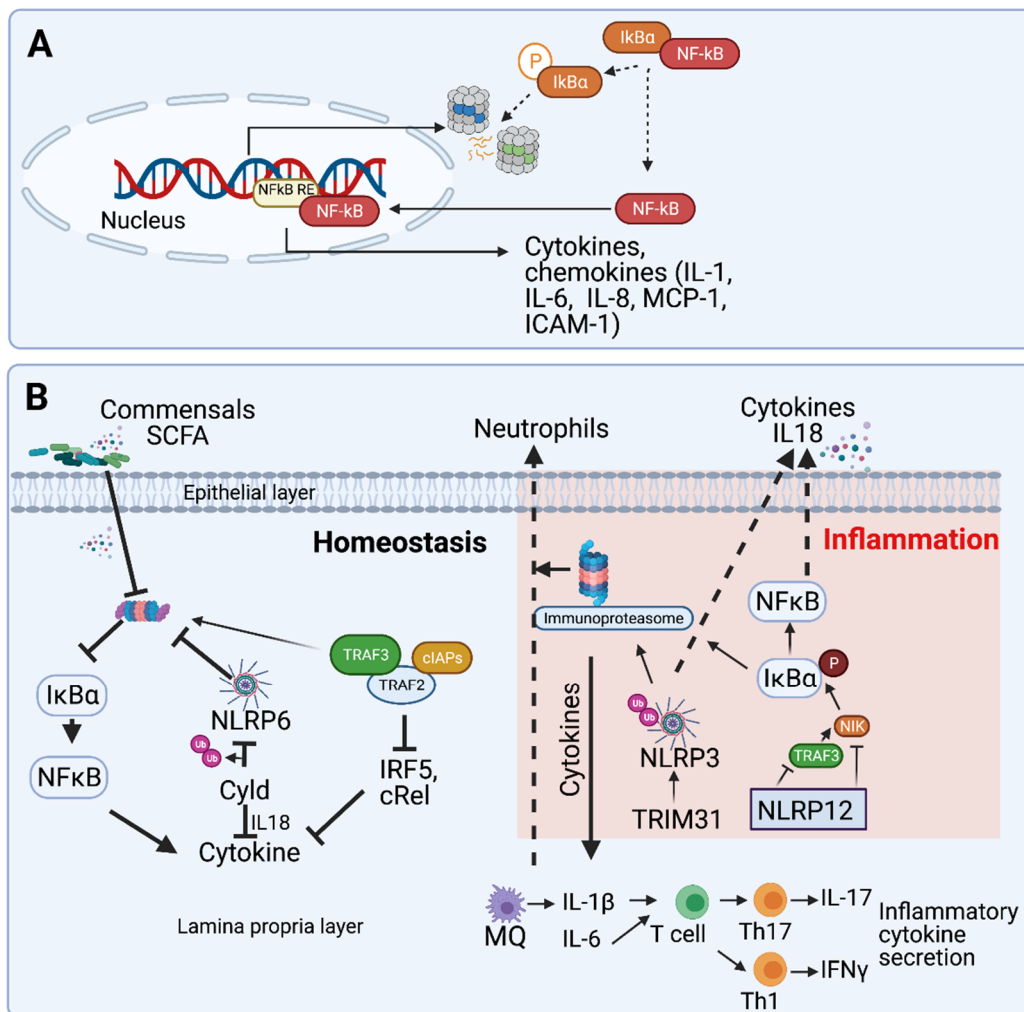 A
IkBα
NF-kB
P
IkBα
NFkB RE
NF-kB
NF-kB
Nucleus
Cytokines,
chemokines (IL-1,
IL-6, IL-8, MCP-1,
ICAM-1)
B
Commensals
SCFA
Neutrophils
Cytokines
IL18
Epithelial layer
Homeostasis
Inflammation
Immunoproteasome
NFκB
TRAF3
cIAPs
TRAF2
IκBα
P
IκBα
NLRP6
Ub
Ub
Ub
Ub
NIK
NFκB
IRF5,
cRel
Cytokines
NLRP3
TRAF3
Cyld
TRIM31
NLRP12
IL18
Cytokine
Lamina propria layer
MQ
IL-1β
IL-6
T cell
Th17
IL-17
Th1
IFNγ
Inflammatory
cytokine
secretion